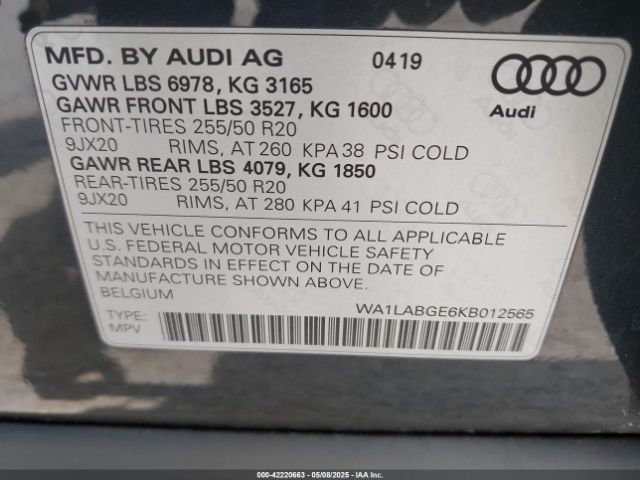 MFD. BY AUDI AG 0419
GVWR LBS 6978, KG 3165
GAWR FRONT LBS 3527, KG 1600
Audi
FRONT-TIRES 255/50 R20
9JX20 RIMS, AT 260 KPA 38 PSI COLD
GAWR REAR LBS 4079, KG 1850
REAR-TIRES 255/50 R20
9JX20 RIMS, AT 280 KPA 41 PSI COLD
THIS VEHICLE CONFORMS TO ALL APPLICABLE
U.S. FEDERAL MOTOR VEHICLE SAFETY
STANDARDS IN EFFECT ON THE DATE OF
MANUFACTURE SHOWN ABOVE.
BELGIUM WA1LABGE6KB012565
TYPE:
MPV
000-42220663 - 05/08/2025 - IAAI.COM